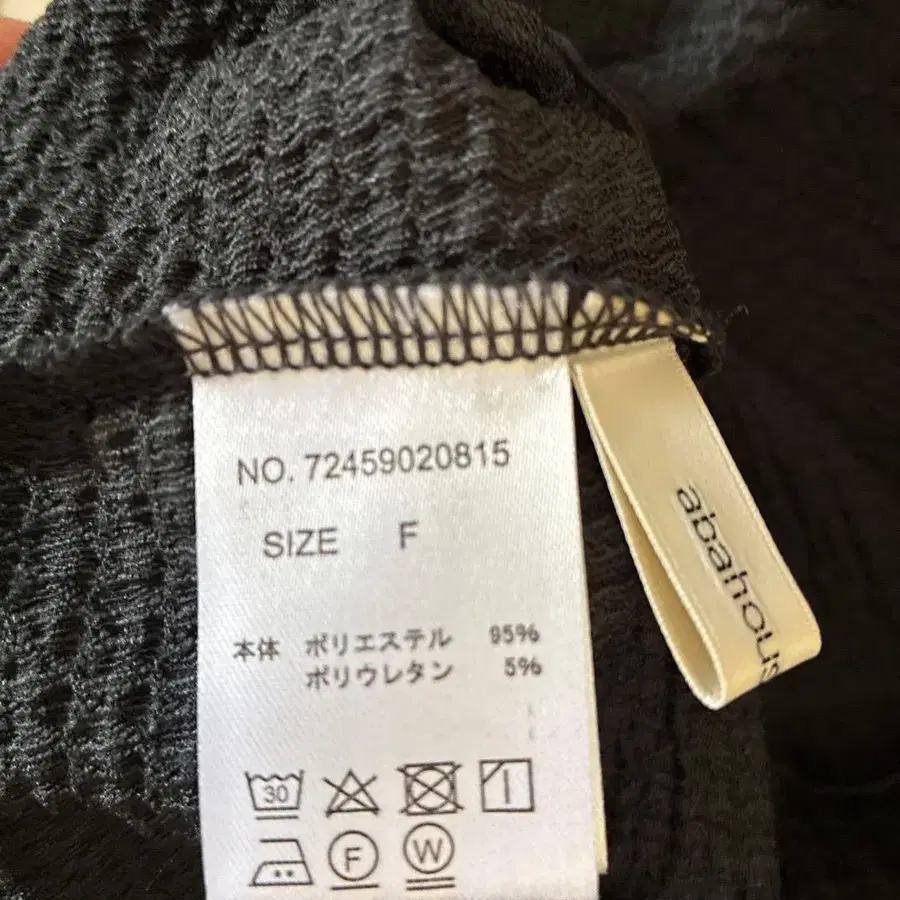 NO. 72459020815
SIZE F
本体 ポリエステル 95%
ポリウレタン 5%
30
F W
abahous